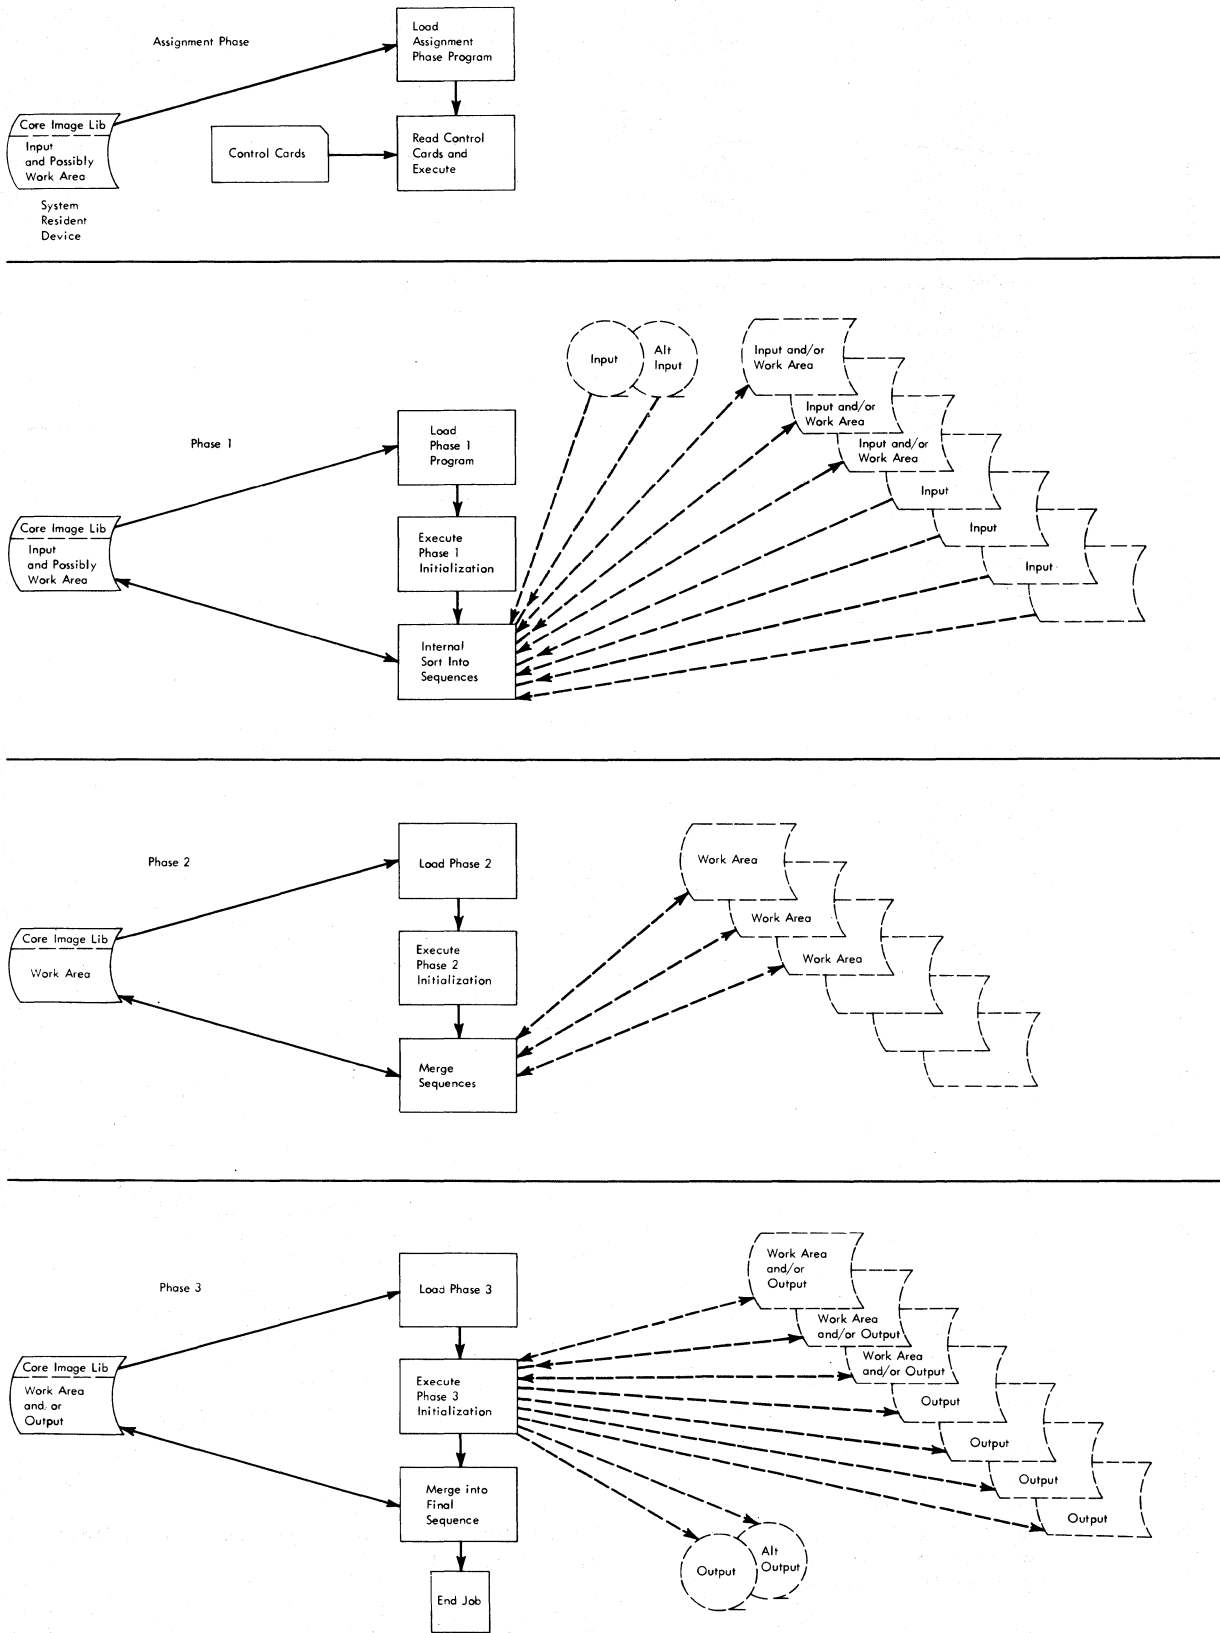 Assignment Phase
Load
Assignment
Phase Program
Core Image Lib
Input
and Possibly
Work Area
Control Cards
Read Control
Cards and
Execute
System
Resident
Device
Input
Alt
Input
Input and/or
Work Area
Input and/or
Work Area
Input and/or
Work Area
Input
Input
Input
Phase 1
Load
Phase 1
Program
Core Image Lib
Input
and Possibly
Work Area
Execute
Phase 1
Initialization
Internal
Sort Into
Sequences
Phase 2
Load Phase 2
Work Area
Work Area
Work Area
Core Image Lib
Work Area
Execute
Phase 2
Initialization
Merge
Sequences
Phase 3
Load Phase 3
Work Area
and/or
Output
Work Area
and/or Output
Work Area
and/or Output
Output
Output
Output
Output
Core Image Lib
Work Area
and, or
Output
Execute
Phase 3
Initialization
Merge into
Final
Sequence
Output
Alt
Output
End Job